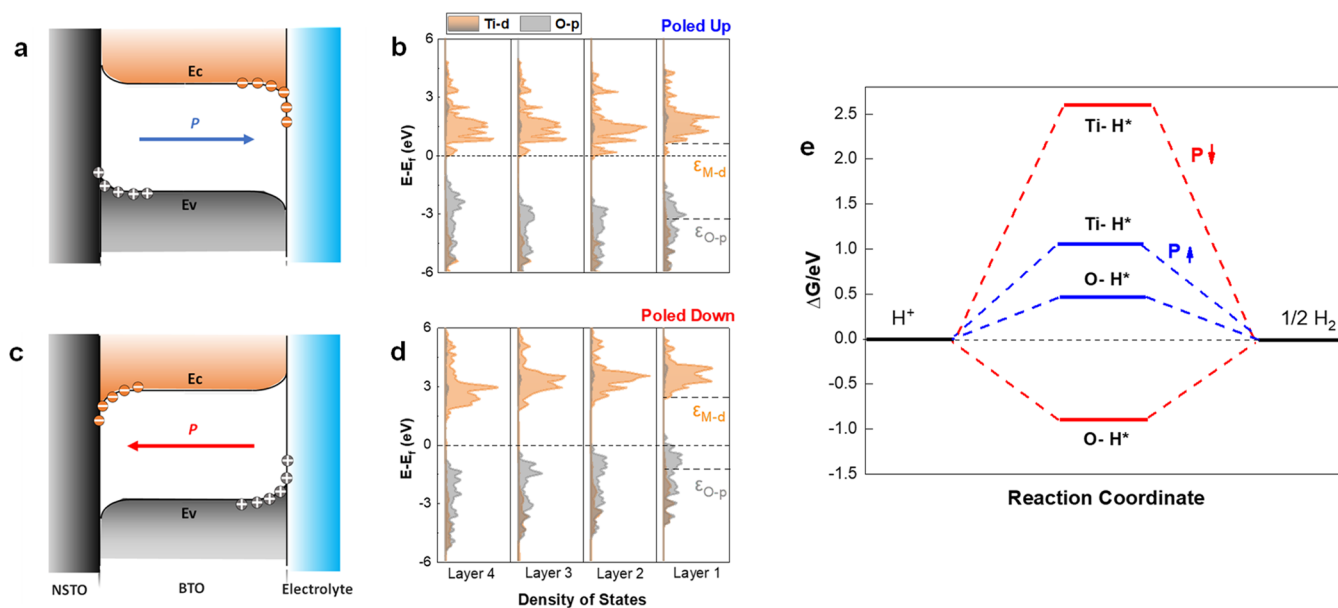 a
Ec
P
Ev
b
Ti-d
O-p
Poled Up
6
3
0
-3
-6
E-Ef (eV)
εM-d
εO-p
c
Ec
P
Ev
NSTO
BTO
Electrolyte
d
Poled Down
6
3
0
-3
-6
E-Ef (eV)
εM-d
εO-p
Layer 4
Layer 3
Layer 2
Layer 1
Density of States
e
2.5
2.0
1.5
1.0
0.5
0.0
-0.5
-1.0
-1.5
ΔG/eV
Ti- H*
P
Ti- H*
P
O- H*
H+
1/2 H2
O- H*
Reaction Coordinate